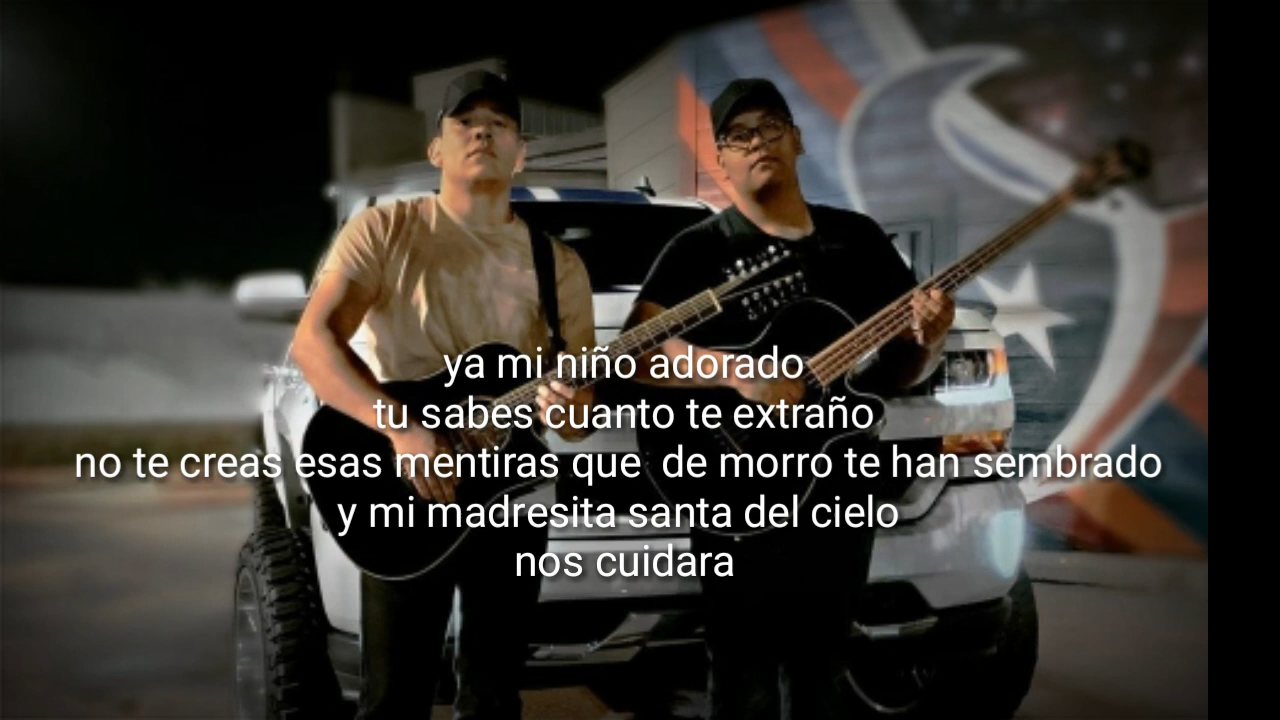 ya mi niño adorado
tu sabes cuanto te extraño
no te creas esas mentiras que  de morro te han sembrado
y mi madresita santa del cielo
nos cuidara